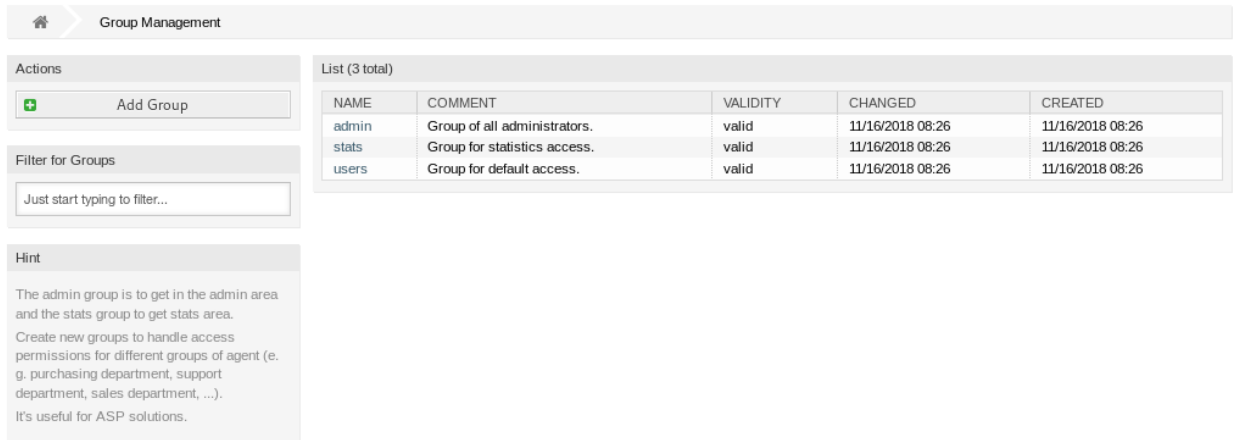 Group Management
Actions
Add Group
Filter for Groups
Just start typing to filter...
Hint
The admin group is to get in the admin area
and the stats group to get stats area.
Create new groups to handle access
permissions for different groups of agent (e.
g. purchasing department, support
department, sales department, ...).
It's useful for ASP solutions.
List (3 total)
NAME COMMENT VALIDITY CHANGED CREATED
admin Group of all administrators. valid 11/16/2018 08:26 11/16/2018 08:26
stats Group for statistics access. valid 11/16/2018 08:26 11/16/2018 08:26
users Group for default access. valid 11/16/2018 08:26 11/16/2018 08:26